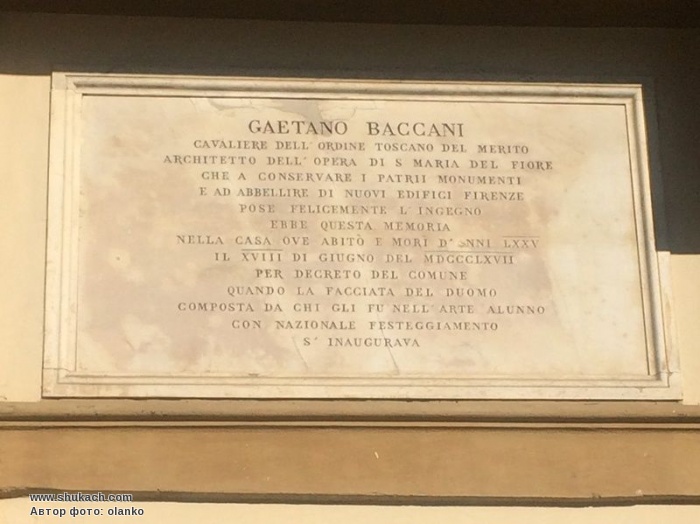 GAETANO BACCANI
CAVALIERE DELL' ORDINE TOSCANO DEL MERITO
ARCHITETTO DELL' OPERA DI S MARIA DEL FIORE
CHE A CONSERVARE I PATRII MONUMENTI
E AD ABBELLIRE DI NUOVI EDIFICI FIRENZE
POSE FELICEMENTE L' INGEGNO
EBBE QUESTA MEMORIA
NELLA CASA OVE ABITÒ E MORI D' ANNI LXXV
IL XVIII DI GIUGNO DEL MDCCCLXVII
PER DECRETO DEL COMUNE
QUANDO LA FACCIATA DEL DUOMO
COMPOSTA DA CHI GLI FU NELL' ARTE ALUNNO
CON NAZIONALE FESTEGGIAMENTO
S' INAUGURAVA
www.shukach.com
Автор фото: olanko